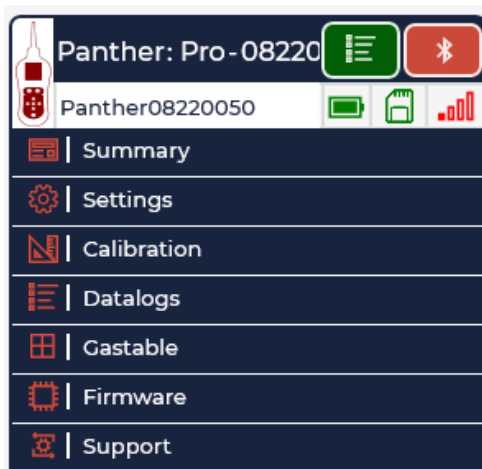 Panther: Pro-08220
Panther08220050
Summary
Settings
Calibration
Datalogs
Gastable
Firmware
Support